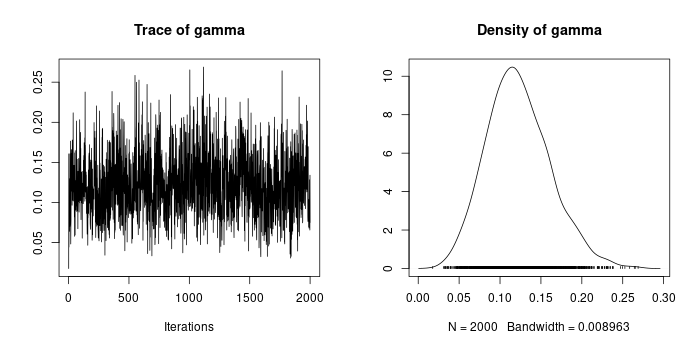 Trace of gamma
0.25
0.20
0.15
0.10
0.05
0 500 1000 1500 2000
Iterations
Density of gamma
10
8
6
4
2
0
0.00 0.05 0.10 0.15 0.20 0.25 0.30
N = 2000 Bandwidth = 0.008963